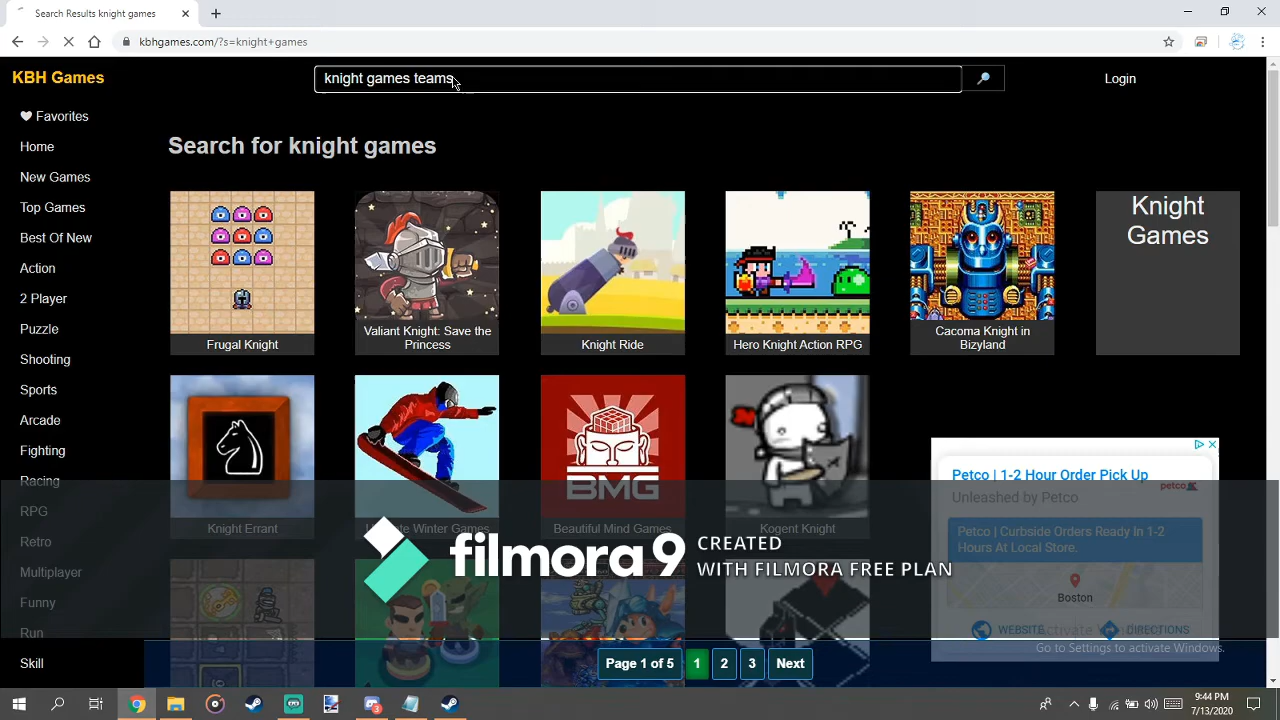 Search Results knight games
kbhgames.com/?s=knight+games
KBH Games
knight games teams
Login
Favorites
Home
New Games
Top Games
Best Of New
Action
2 Player
Puzzle
Shooting
Sports
Arcade
Fighting
Racing
RPG
Retro
Multiplayer
Funny
Run
Skill
Search for knight games
Frugal Knight
Valiant Knight: Save the
Princess
Knight Ride
Hero Knight Action RPG
Cacoma Knight in
Bizyland
Knight
Games
BMG
Knight Errant
Ultimate Winter Games
Beautiful Mind Games
Kogent Knight
Petco | 1-2 Hour Order Pick Up
Unleashed by Petco
petco
Petco | Curbside Orders Ready In 1-2
Hours At Local Store.
Boston
WEBSITE
DIRECTIONS
filmora9
CREATED
WITH FILMORA FREE PLAN
Activate Windows
Go to Settings to activate Windows.
Page 1 of 5
1
2
3
Next
3
9:44 PM
7/13/2020